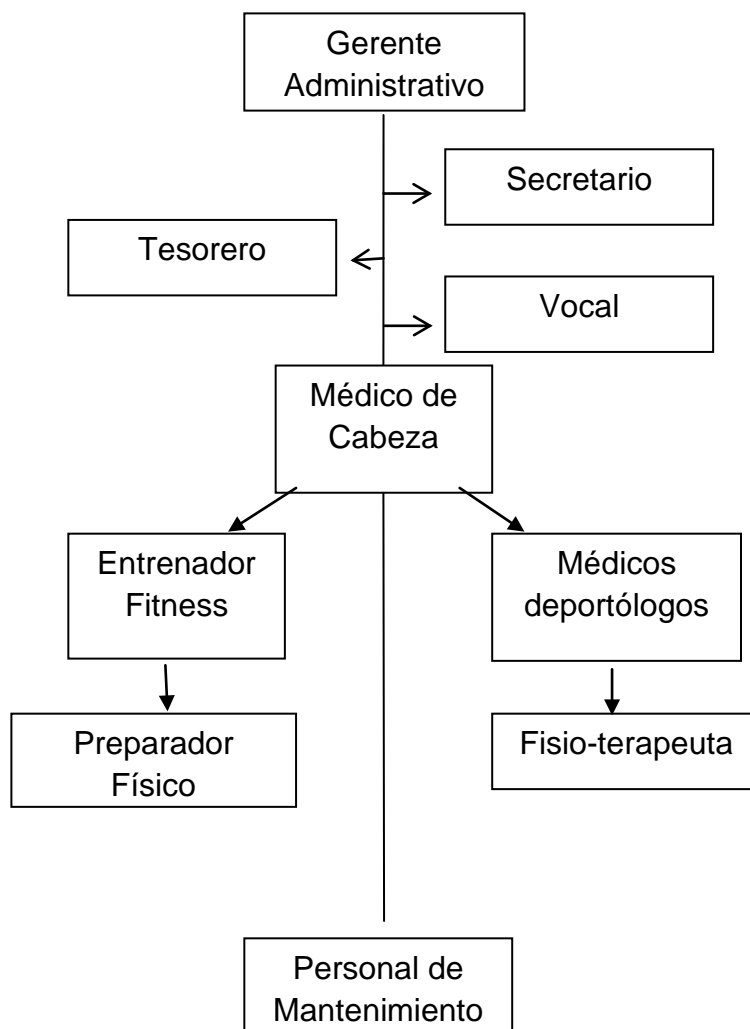 Gerente
Administrativo
Secretario
Tesorero
Vocal
Médico de
Cabeza
Entrenador
Fitness
Médicos
deportólogos
Preparador
Físico
Fisio-terapeuta
Personal de
Mantenimiento